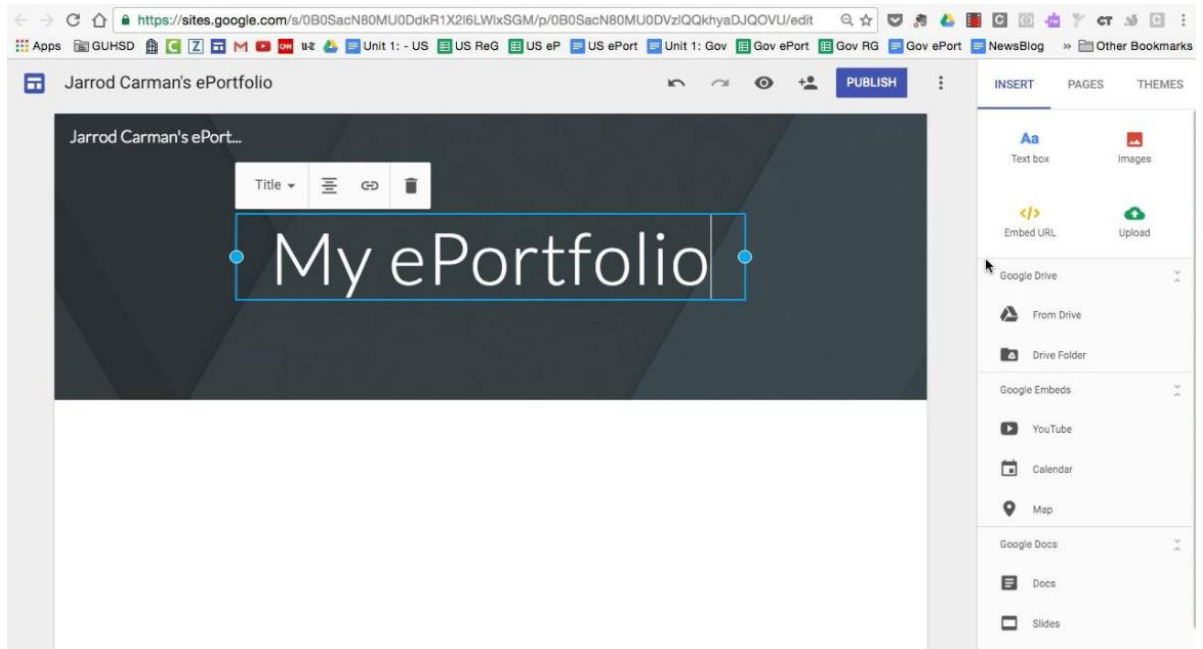 https://sites.google.com/s/0B0SacN80MU0DdkR1X2l6LWlxSGM/p/0B0SacN80MU0DVzlQQkhyaDJQOVU/edit
Apps GUHSD Unit 1: - US US ReG US eP US ePort Unit 1: Gov Gov ePort Gov RG Gov ePort NewsBlog » Other Bookmarks
Jarrod Carman's ePortfolio PUBLISH INSERT PAGES THEMES
Jarrod Carman's ePort...
Title
My ePortfolio
Aa
Text box Images
</>
Embed URL Upload
Google Drive
From Drive
Drive Folder
Google Embeds
YouTube
Calendar
Map
Google Docs
Docs
Slides